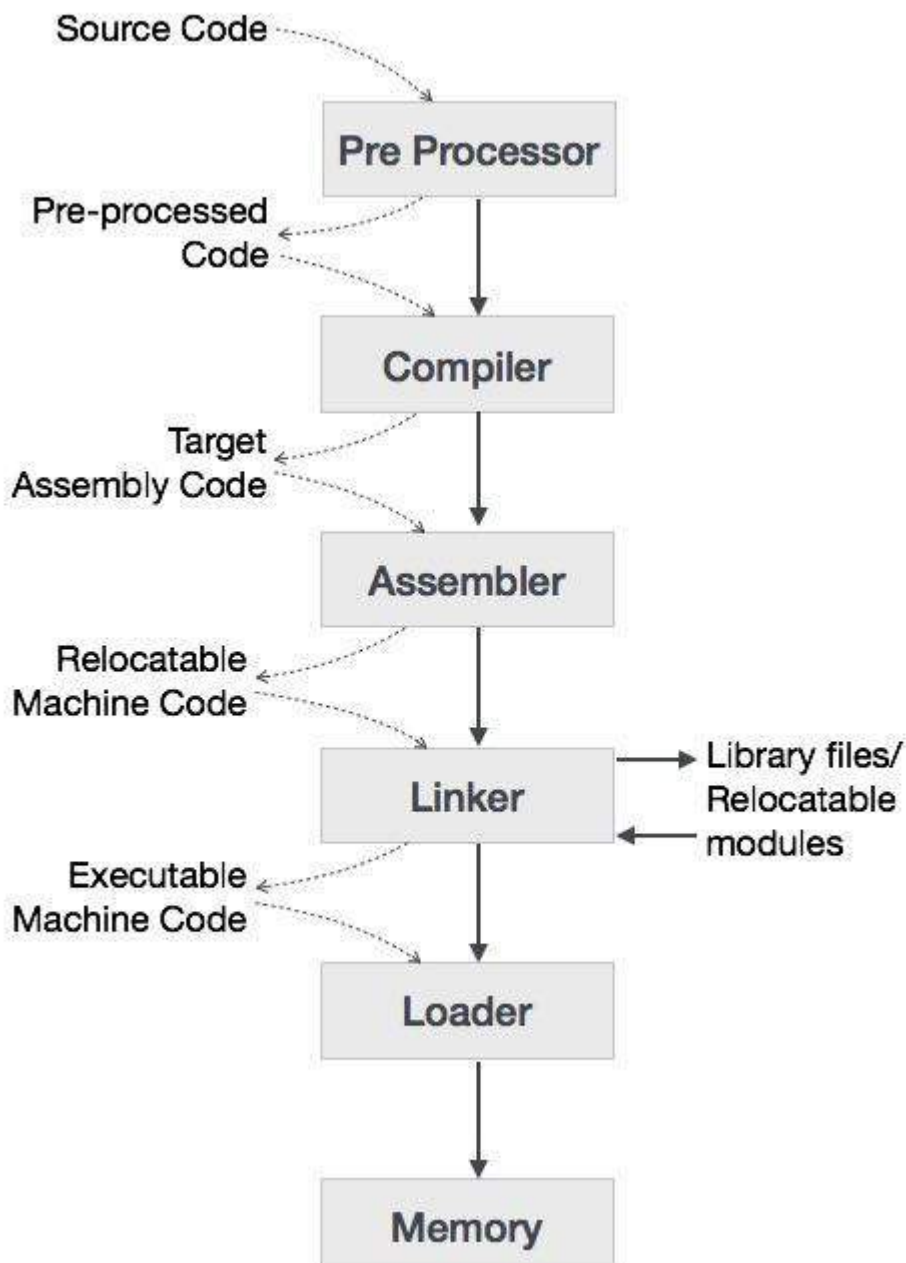 Source Code
Pre Processor
Pre-processed
Code
Compiler
Target
Assembly Code
Assembler
Relocatable
Machine Code
Linker
Library files/
Relocatable
modules
Executable
Machine Code
Loader
Memory